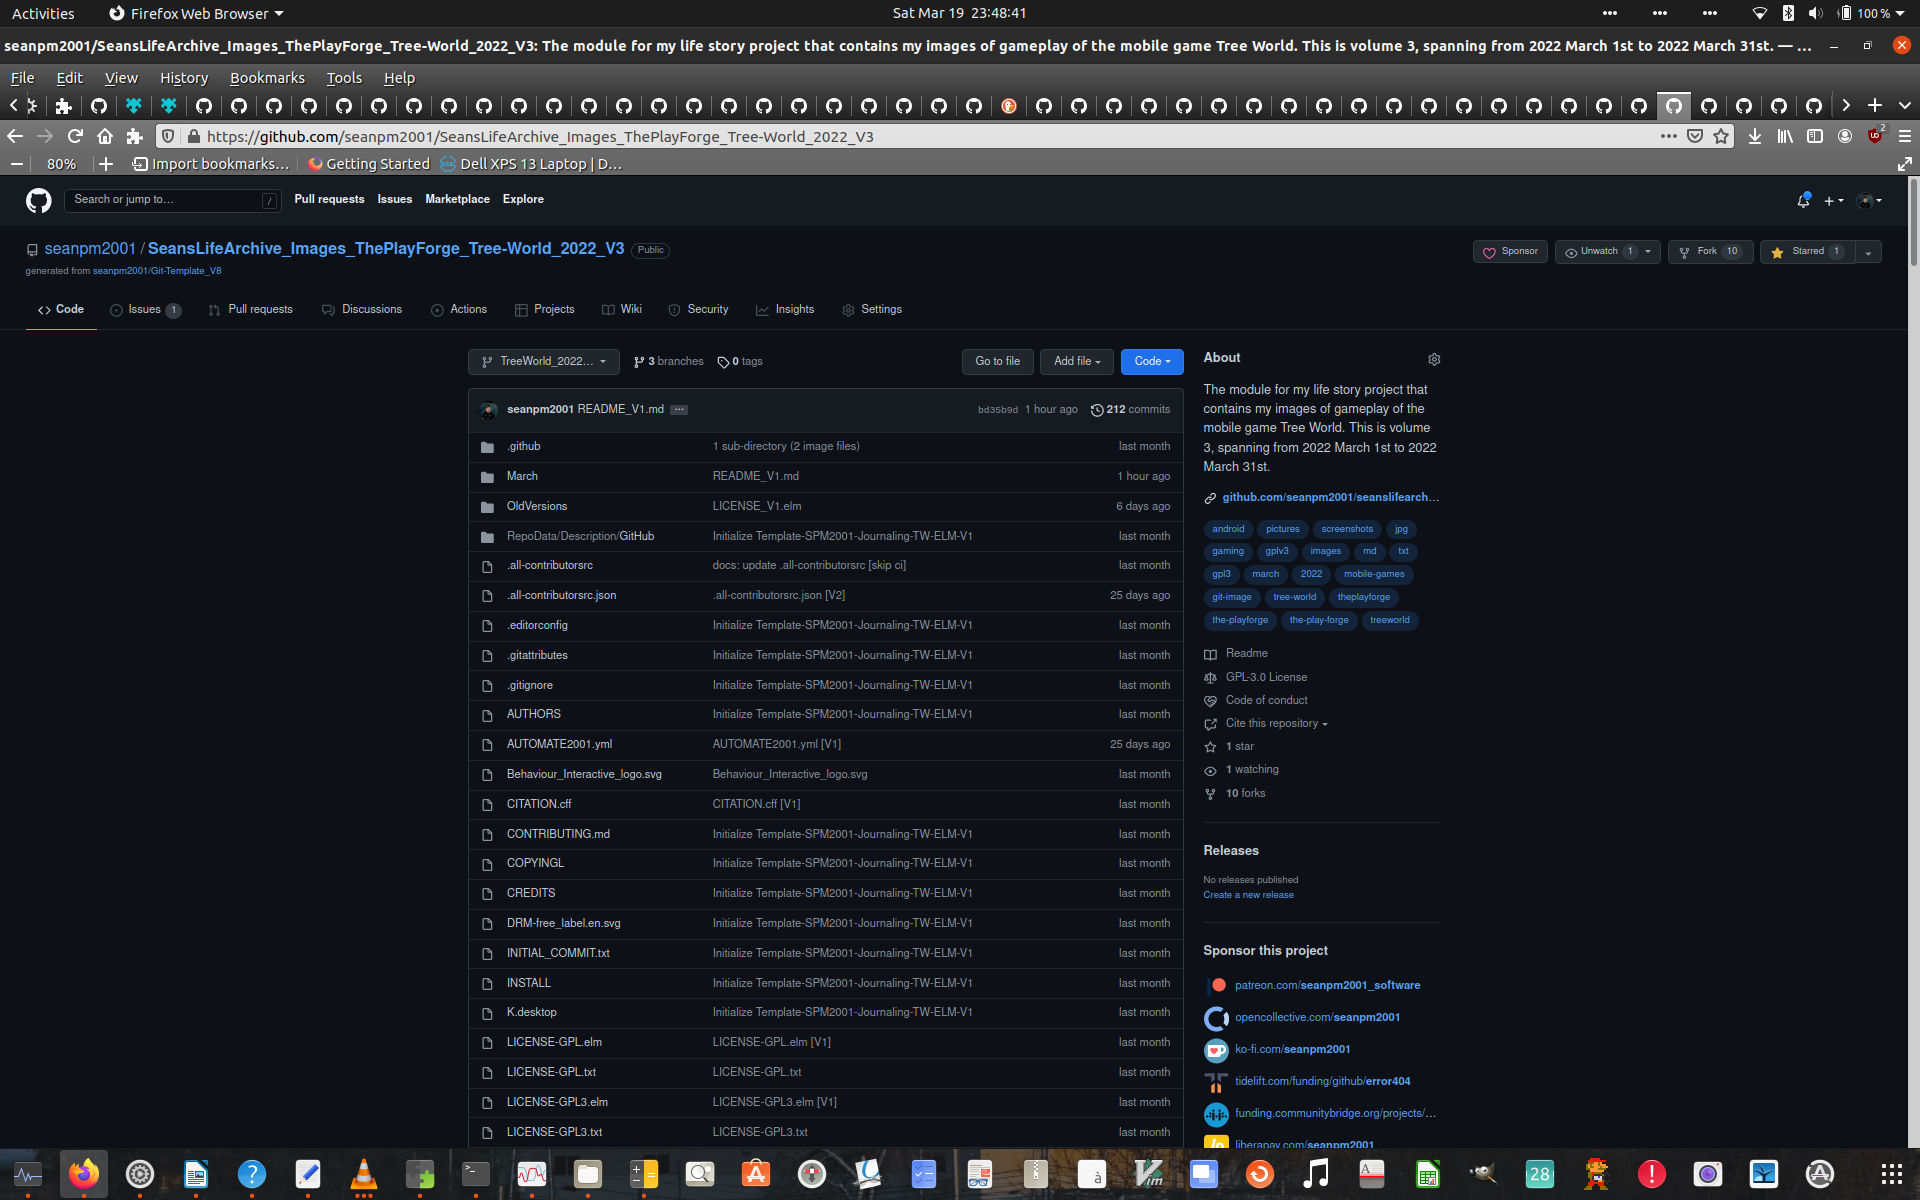 Activities
Firefox Web Browser
Sat Mar 19 23:48:41
100 %
seanpm2001/SeansLifeArchive_Images_ThePlayForge_Tree-World_2022_V3: The module for my life story project that contains my images of gameplay of the mobile game Tree World. This is volume 3, spanning from 2022 March 1st to 2022 March 31st. — ...
File Edit View History Bookmarks Tools Help
https://github.com/seanpm2001/SeansLifeArchive_Images_ThePlayForge_Tree-World_2022_V3
2
80%
Import bookmarks...
Getting Started
Dell XPS 13 Laptop | D...
Search or jump to...
/
Pull requests Issues Marketplace Explore
seanpm2001 / SeansLifeArchive_Images_ThePlayForge_Tree-World_2022_V3 Public
Sponsor
Unwatch 1
Fork 10
Starred 1
generated from seanpm2001/Git-Template_V8
Code
Issues 1
Pull requests
Discussions
Actions
Projects
Wiki
Security
Insights
Settings
TreeWorld_2022...
3 branches
0 tags
Go to file
Add file
Code
seanpm2001 README_V1.md ... bd35b9d 1 hour ago 212 commits
.github 1 sub-directory (2 image files) last month
March README_V1.md 1 hour ago
OldVersions LICENSE_V1.elm 6 days ago
RepoData/Description/GitHub Initialize Template-SPM2001-Journaling-TW-ELM-V1 last month
.all-contributorsrc docs: update .all-contributorsrc [skip ci] last month
.all-contributorsrc.json .all-contributorsrc.json [V2] 25 days ago
.editorconfig Initialize Template-SPM2001-Journaling-TW-ELM-V1 last month
.gitattributes Initialize Template-SPM2001-Journaling-TW-ELM-V1 last month
.gitignore Initialize Template-SPM2001-Journaling-TW-ELM-V1 last month
AUTHORS Initialize Template-SPM2001-Journaling-TW-ELM-V1 last month
AUTOMATE2001.yml AUTOMATE2001.yml [V1] 25 days ago
Behaviour_Interactive_logo.svg Behaviour_Interactive_logo.svg last month
CITATION.cff CITATION.cff [V1] last month
CONTRIBUTING.md Initialize Template-SPM2001-Journaling-TW-ELM-V1 last month
COPYINGL Initialize Template-SPM2001-Journaling-TW-ELM-V1 last month
CREDITS Initialize Template-SPM2001-Journaling-TW-ELM-V1 last month
DRM-free_label.en.svg Initialize Template-SPM2001-Journaling-TW-ELM-V1 last month
INITIAL_COMMIT.txt Initialize Template-SPM2001-Journaling-TW-ELM-V1 last month
INSTALL Initialize Template-SPM2001-Journaling-TW-ELM-V1 last month
K.desktop Initialize Template-SPM2001-Journaling-TW-ELM-V1 last month
LICENSE-GPL.elm LICENSE-GPL.elm [V1] last month
LICENSE-GPL.txt LICENSE-GPL.txt last month
LICENSE-GPL3.elm LICENSE-GPL3.elm [V1] last month
LICENSE-GPL3.txt LICENSE-GPL3.txt last month
About
The module for my life story project that
contains my images of gameplay of the
mobile game Tree World. This is volume
3, spanning from 2022 March 1st to 2022
March 31st.
github.com/seanpm2001/seanslifearch...
android pictures screenshots jpg
gaming gplv3 images md txt
gpl3 march 2022 mobile-games
git-image tree-world theplayforge
the-playforge the-play-forge treeworld
Readme
GPL-3.0 License
Code of conduct
Cite this repository
1 star
1 watching
10 forks
Releases
No releases published
Create a new release
Sponsor this project
patreon.com/seanpm2001_software
opencollective.com/seanpm2001
ko-fi.com/seanpm2001
tidelift.com/funding/github/error404
funding.communitybridge.org/projects/...
liberapay.com/seanpm2001
28